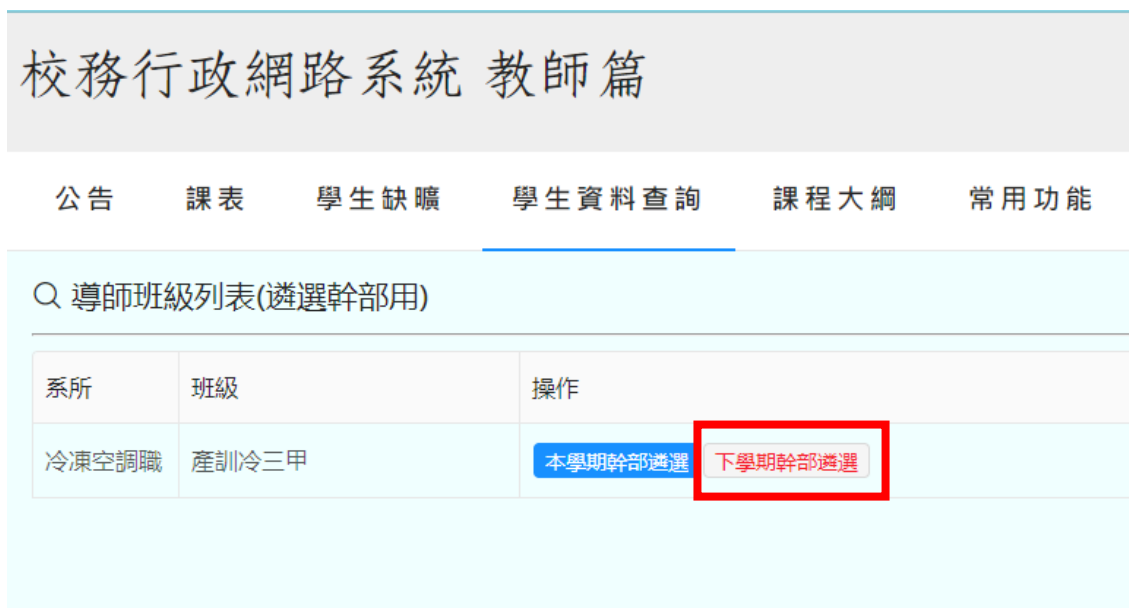 校務行政網路系統 教師篇
公告 課表 學生缺曠 學生資料查詢 課程大綱 常用功能
導師班級列表(遴選幹部用)
系所 班級 操作
冷凍空調職 產訓冷三甲 本學期幹部遴選 下學期幹部遴選